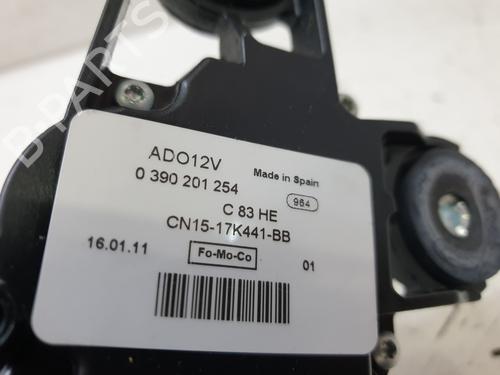 ADO12V
Made in Spain
0 390 201 254
984
C 83 HE
CN15-17K441-BB
16.01.11
Fo-Mo-Co
01
B-PARTS